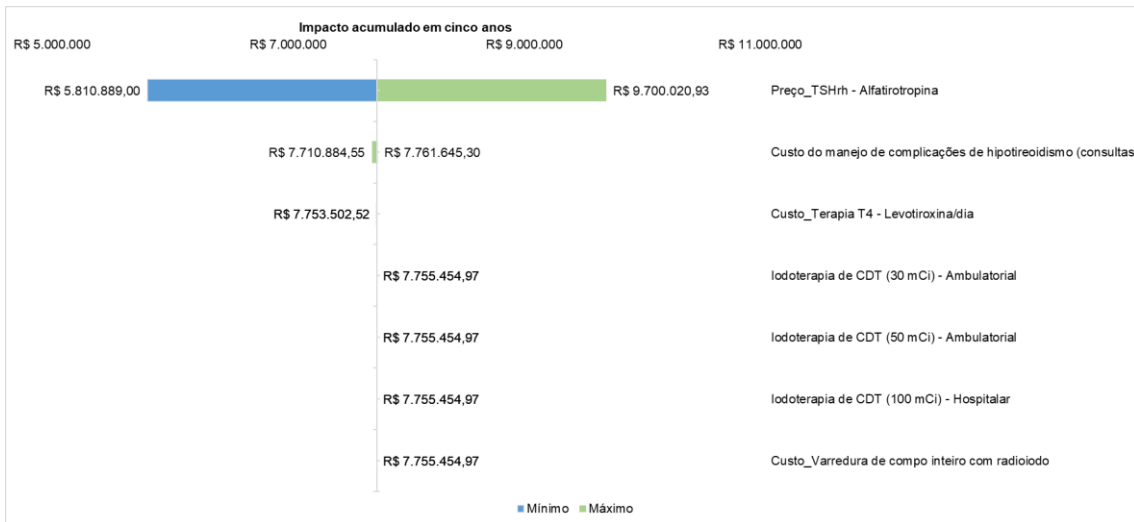 Impacto acumulado em cinco anos
R$ 5.000.000 R$ 7.000.000 R$ 9.000.000 R$ 11.000.000
R$ 5.810.889,00 R$ 9.700.020,93 Preço_TSHrh - Alfatirotropina
R$ 7.710.884,55 R$ 7.761.645,30 Custo do manejo de complicações de hipotireoidismo (consultas
R$ 7.753.502,52 Custo_Terapia T4 - Levotiroxina/dia
R$ 7.755.454,97 Iodoterapia de CDT (30 mCi) - Ambulatorial
R$ 7.755.454,97 Iodoterapia de CDT (50 mCi) - Ambulatorial
R$ 7.755.454,97 Iodoterapia de CDT (100 mCi) - Hospitalar
R$ 7.755.454,97 Custo_Varredura de compo inteiro com radioiodo
Mínimo Máximo